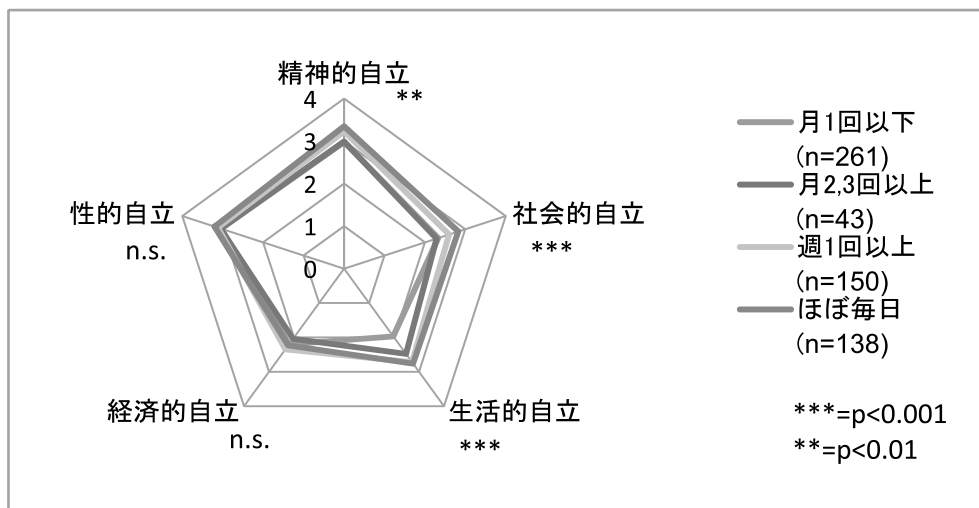 精神的自立
**
4
3
2
1
0
社会的自立
***
生活的自立
***
経済的自立
n.s.
性的自立
n.s.
月1回以下
(n=261)
月2,3回以上
(n=43)
週1回以上
(n=150)
ほぼ毎日
(n=138)
***=p<0.001
**=p<0.01